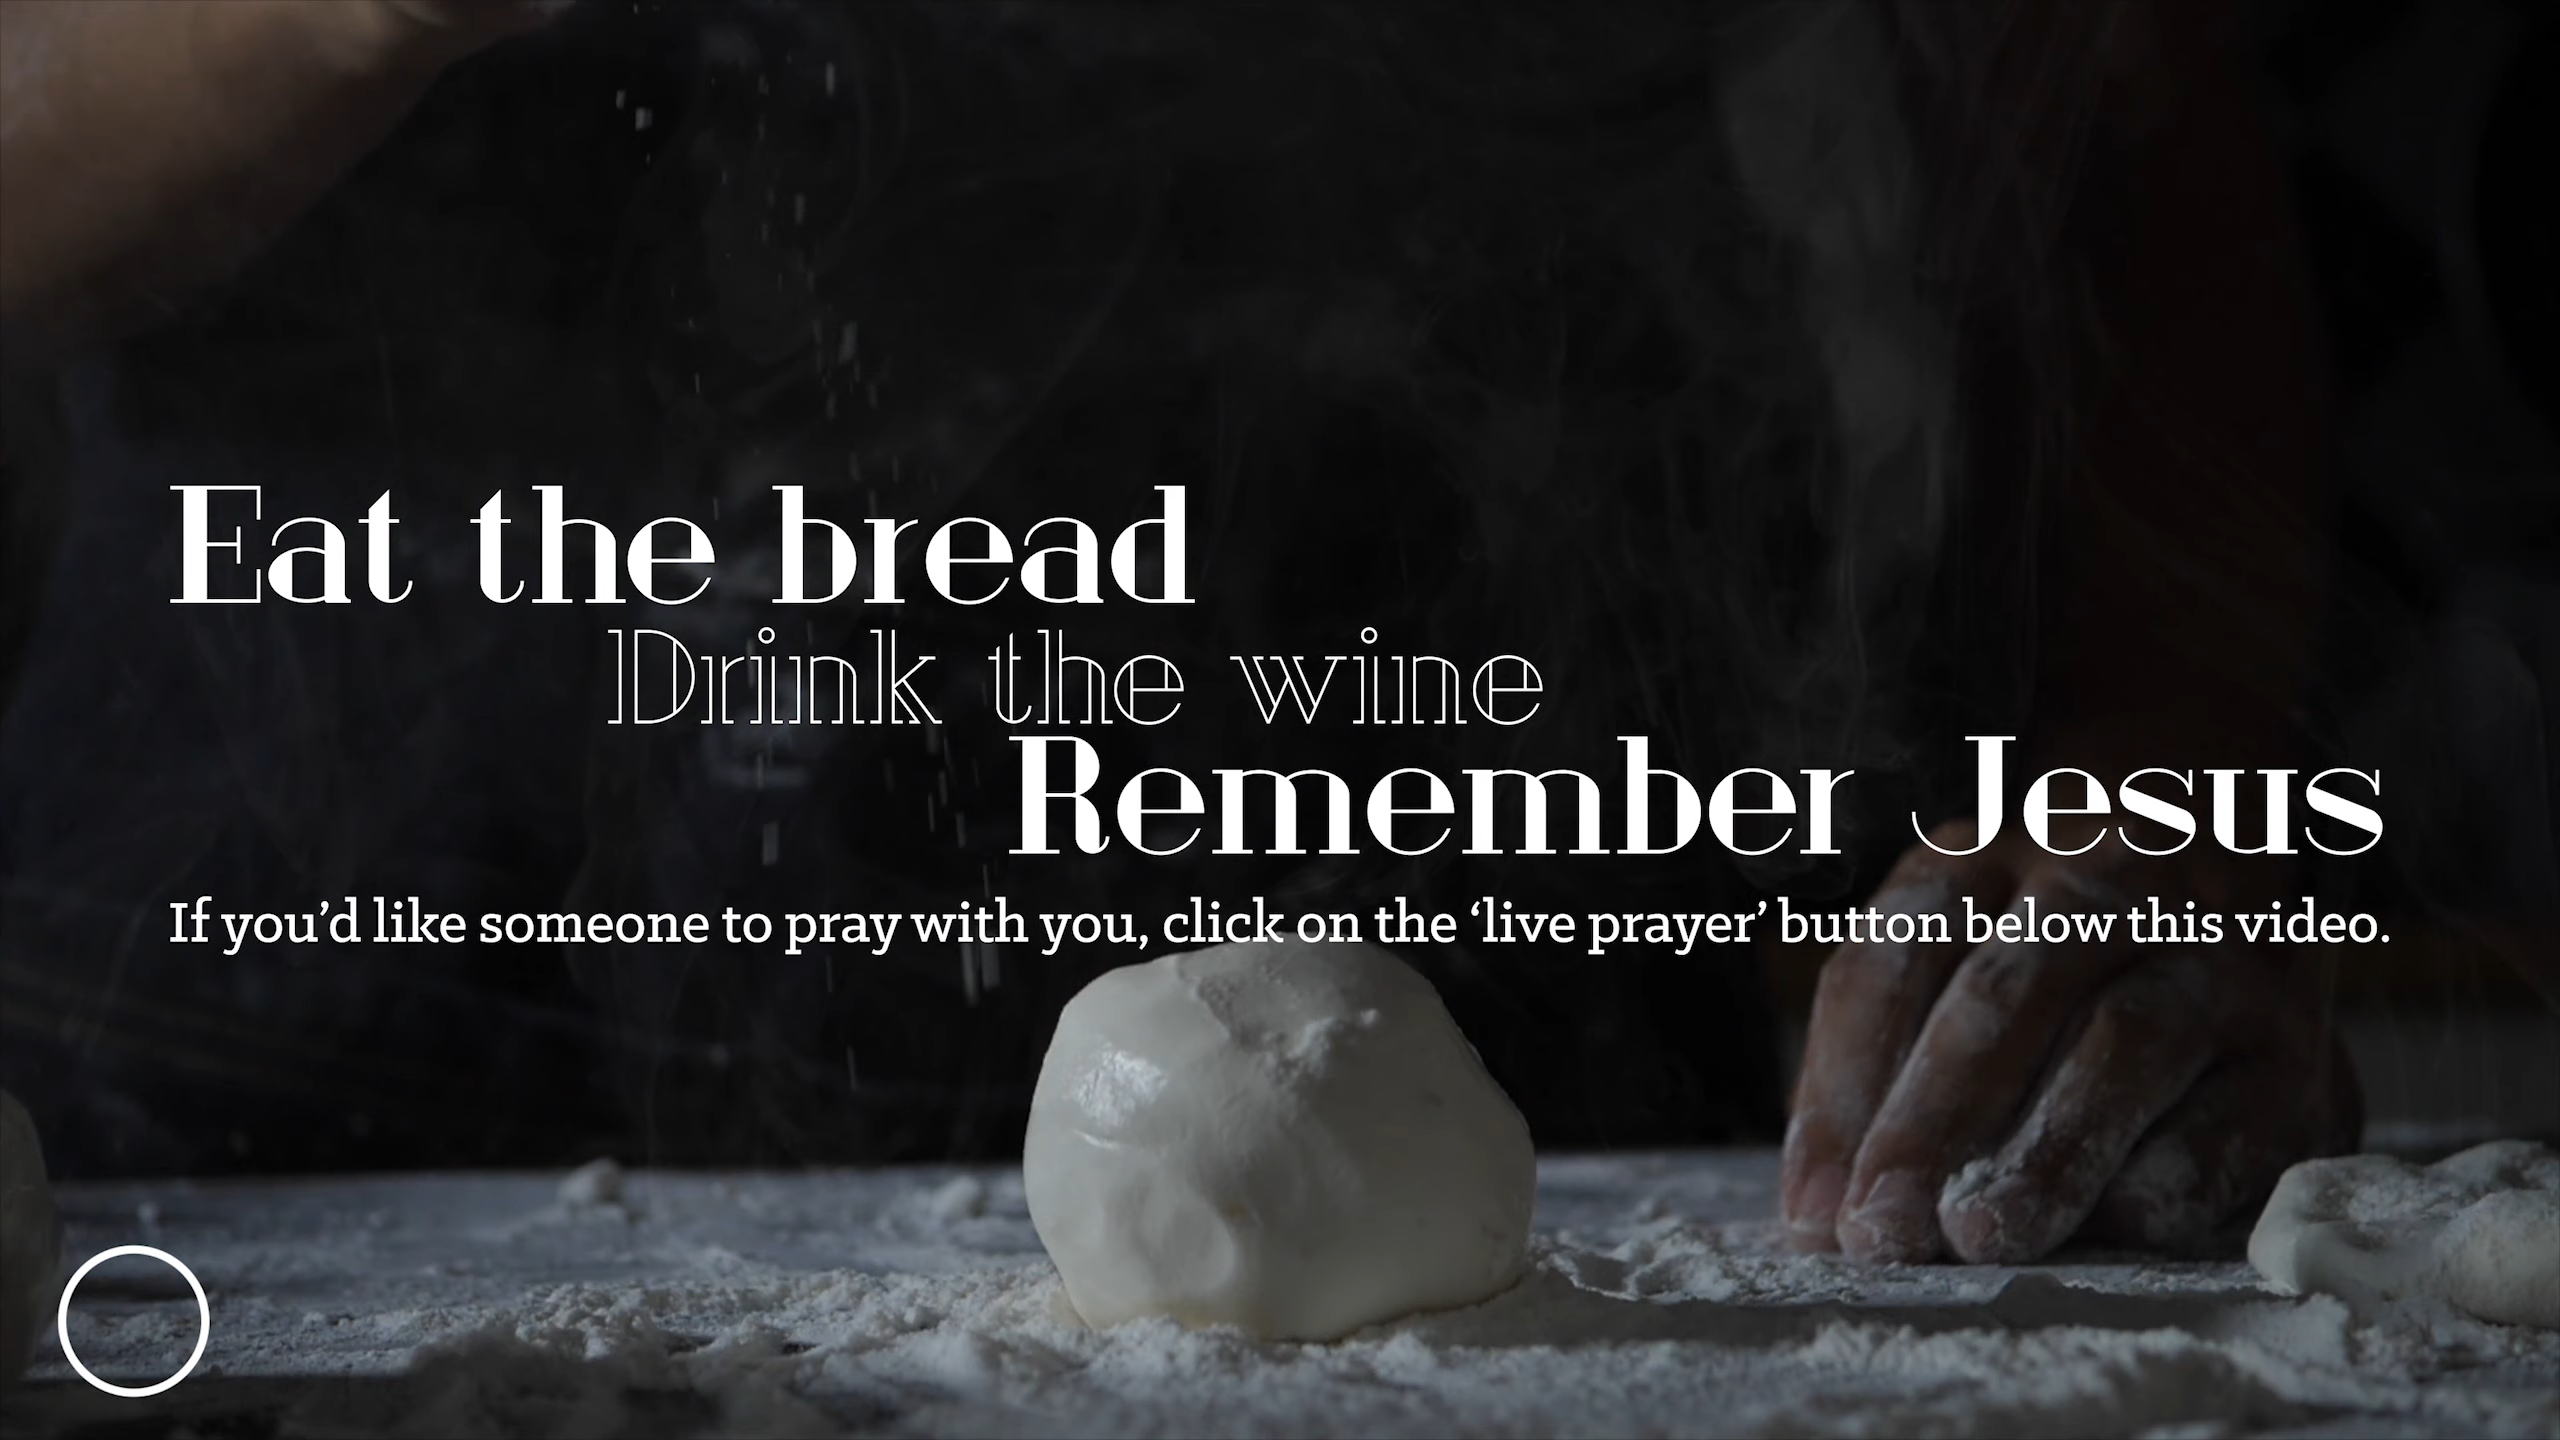 Eat the bread
Drink the wine
Remember Jesus
If you’d like someone to pray with you, click on the ‘live prayer’ button below this video.